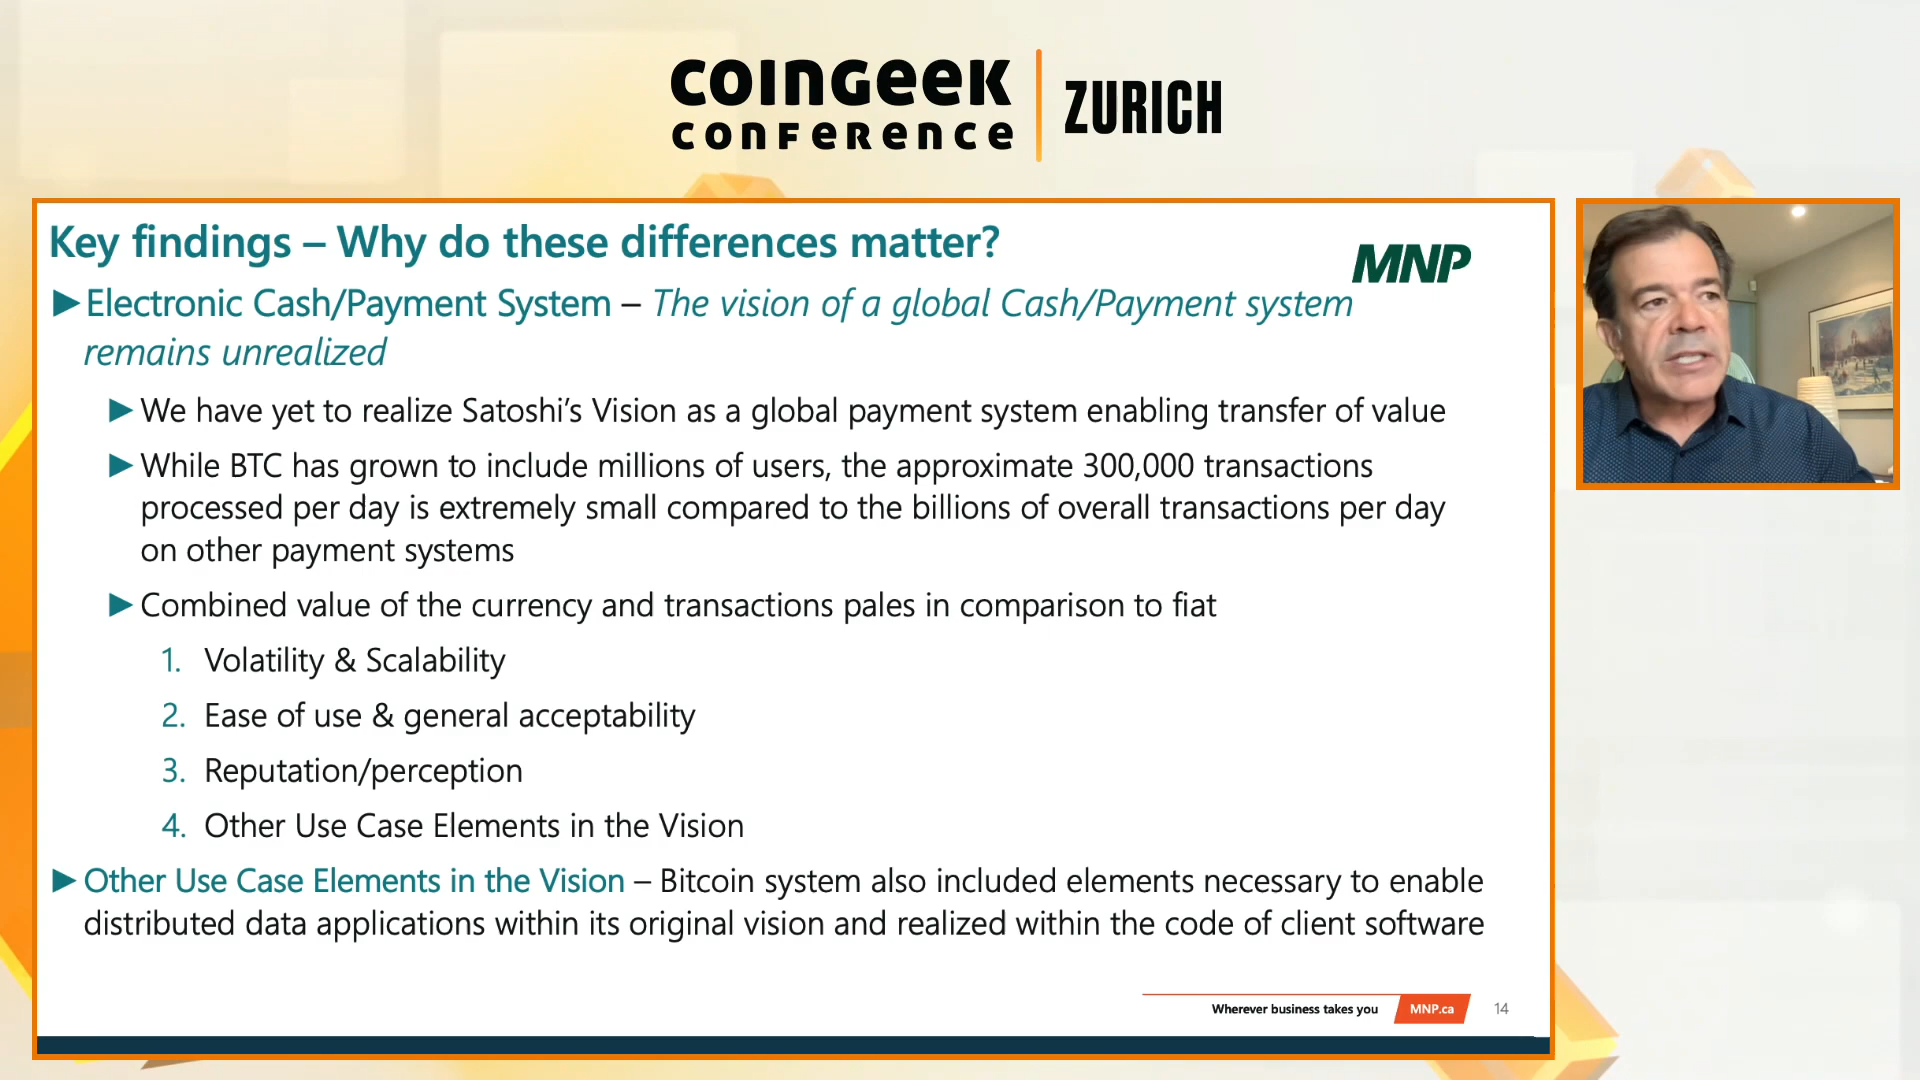 COINGEEK
CONFERENCE
ZURICH
Key findings – Why do these differences matter?
MNP
Electronic Cash/Payment System – The vision of a global Cash/Payment system
remains unrealized
We have yet to realize Satoshi's Vision as a global payment system enabling transfer of value
While BTC has grown to include millions of users, the approximate 300,000 transactions
processed per day is extremely small compared to the billions of overall transactions per day
on other payment systems
Combined value of the currency and transactions pales in comparison to fiat
1. Volatility & Scalability
2. Ease of use & general acceptability
3. Reputation/perception
4. Other Use Case Elements in the Vision
Other Use Case Elements in the Vision – Bitcoin system also included elements necessary to enable
distributed data applications within its original vision and realized within the code of client software
Wherever business takes you
MNP.ca
14